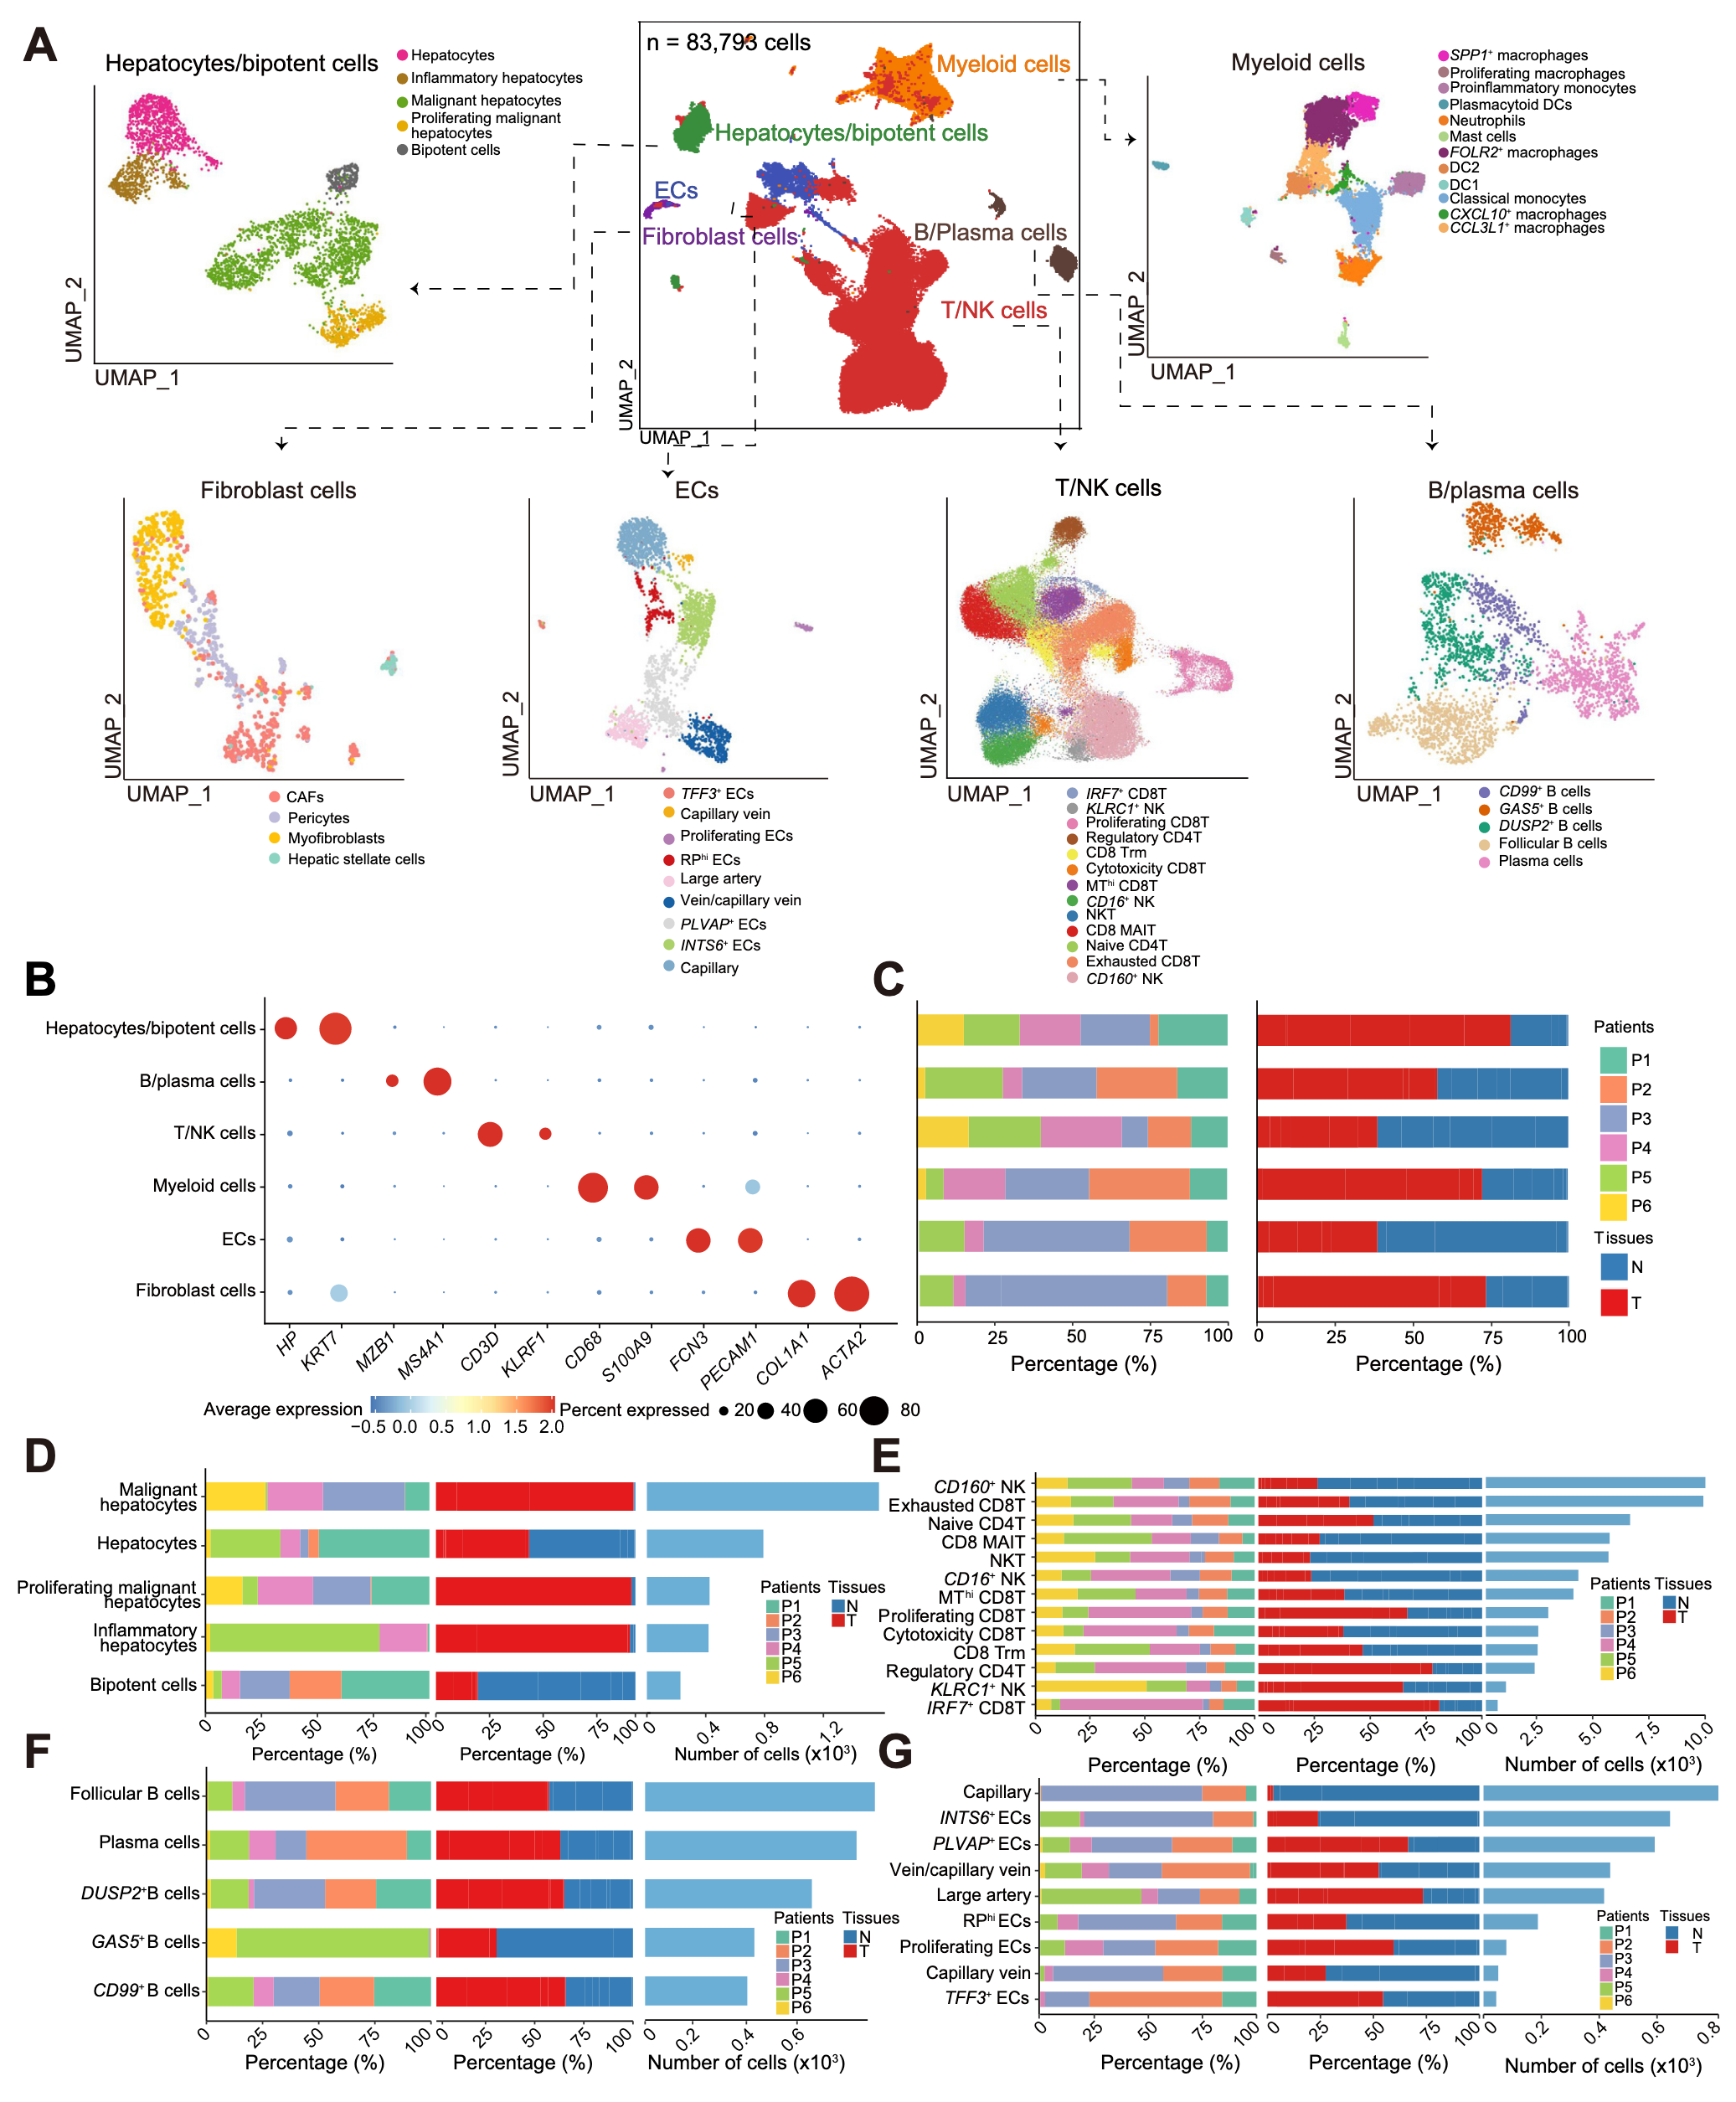 A
Hepatocytes/bipotent cells
Hepatocytes
Inflammatory hepatocytes
Malignant hepatocytes
Proliferating malignant
hepatocytes
Bipotent cells
UMAP_2
UMAP_1
n = 83,793 cells
Myeloid cells
Hepatocytes/bipotent cells
ECs
Fibroblast cells
B/Plasma cells
T/NK cells
UMAP_2
UMAP_1
Myeloid cells
SPP1+ macrophages
Proliferating macrophages
Proinflammatory monocytes
Plasmacytoid DCs
Neutrophils
Mast cells
FOLR2+ macrophages
DC2
DC1
Classical monocytes
CXCL10+ macrophages
CCL3L1+ macrophages
UMAP_2
UMAP_1
Fibroblast cells
UMAP_2
UMAP_1
CAFs
Pericytes
Myofibroblasts
Hepatic stellate cells
ECs
UMAP_2
UMAP_1
TFF3+ ECs
Capillary vein
Proliferating ECs
RPhi ECs
Large artery
Vein/capillary vein
PLVAP+ ECs
INTS6+ ECs
Capillary
T/NK cells
UMAP_2
UMAP_1
IRF7+ CD8T
KLRC1+ NK
Proliferating CD8T
Regulatory CD4T
CD8 Trm
Cytotoxicity CD8T
MThi CD8T
CD16+ NK
NKT
CD8 MAIT
Naive CD4T
Exhausted CD8T
CD160+ NK
B/plasma cells
UMAP_2
UMAP_1
CD99+ B cells
GAS5+ B cells
DUSP2+ B cells
Follicular B cells
Plasma cells
B
Hepatocytes/bipotent cells
B/plasma cells
T/NK cells
Myeloid cells
ECs
Fibroblast cells
HP KRT7 MZB1 MS4A1 CD3D KLRF1 CD68 S100A9 FCN3 PECAM1 COL1A1 ACTA2
Average expression
−0.5 0.0 1.0 1.5 2.0
Percent expressed 20 40 60 80
C
0 25 50 75 100
Percentage (%)
0 25 50 75 100
Percentage (%)
Patients
P1
P2
P3
P4
P5
P6
Tissues
N
T
D
Malignant
hepatocytes
Hepatocytes
Proliferating malignant
hepatocytes
Inflammatory
hepatocytes
Bipotent cells
0 25 50 75 100
Percentage (%)
0 25 50 75 100
Percentage (%)
0 0.4 0.8 1.2
Number of cells (x10³)
Patients Tissues
P1 N
P2 T
P3
P4
P5
P6
E
CD160+ NK
Exhausted CD8T
Naive CD4T
CD8 MAIT
NKT
CD16+ NK
MThi CD8T
Proliferating CD8T
Cytotoxicity CD8T
CD8 Trm
Regulatory CD4T
KLRC1+ NK
IRF7+ CD8T
0 25 50 75 100
Percentage (%)
0 25 50 75 100
Percentage (%)
0 2.5 5.0 7.5 10.0
Number of cells (x10³)
Patients Tissues
P1 N
P2 T
P3
P4
P5
P6
F
Follicular B cells
Plasma cells
DUSP2+B cells
GAS5+B cells
CD99+B cells
0 25 50 75 100
Percentage (%)
0 25 50 75 100
Percentage (%)
0 0.2 0.4 0.6
Number of cells (x10³)
Patients Tissues
P1 N
P2 T
P3
P4
P5
P6
G
Capillary
INTS6+ ECs
PLVAP+ ECs
Vein/capillary vein
Large artery
RPhi ECs
Proliferating ECs
Capillary vein
TFF3+ ECs
0 25 50 75 100
Percentage (%)
0 25 50 75 100
Percentage (%)
0 0.2 0.4 0.6 0.8
Number of cells (x10³)
Patients Tissues
P1 N
P2 T
P3
P4
P5
P6